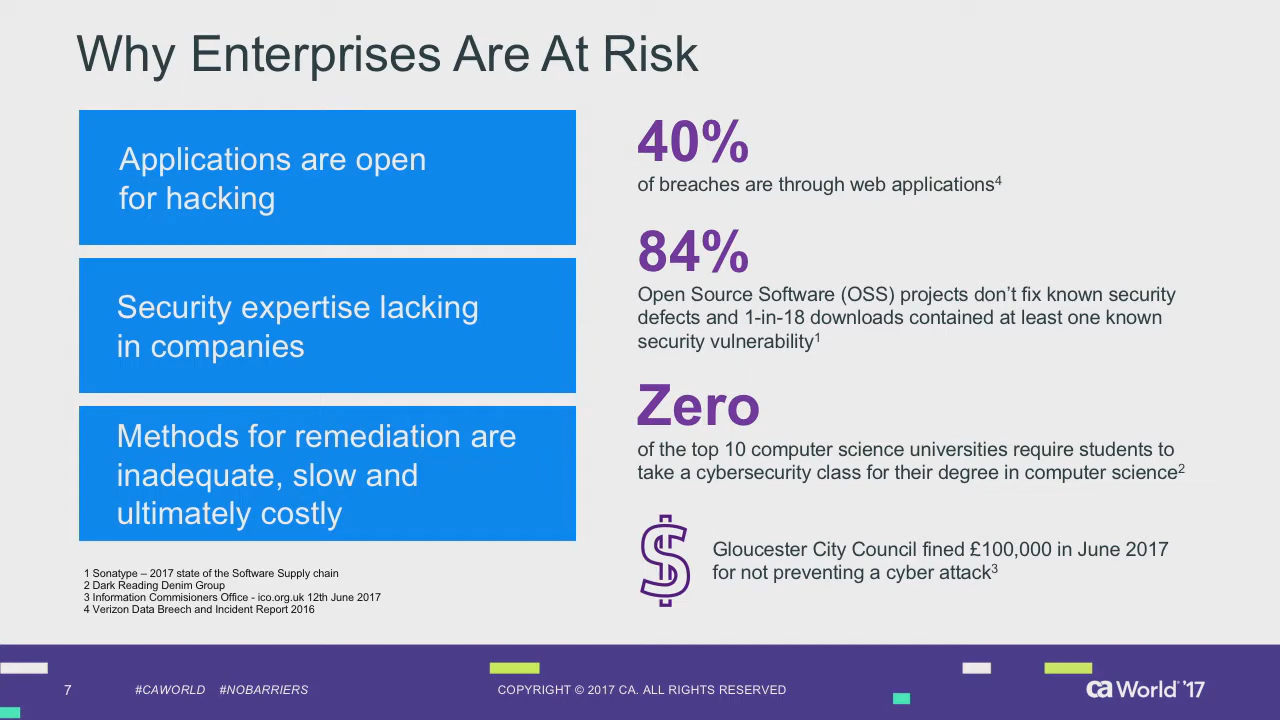 Why Enterprises Are At Risk
Applications are open
for hacking
Security expertise lacking
in companies
Methods for remediation are
inadequate, slow and
ultimately costly
1 Sonatype – 2017 state of the Software Supply chain
2 Dark Reading Denim Group
3 Information Commisioners Office - ico.org.uk 12th June 2017
4 Verizon Data Breech and Incident Report 2016
40%
of breaches are through web applications4
84%
Open Source Software (OSS) projects don’t fix known security
defects and 1-in-18 downloads contained at least one known
security vulnerability1
Zero
of the top 10 computer science universities require students to
take a cybersecurity class for their degree in computer science2
$
Gloucester City Council fined £100,000 in June 2017
for not preventing a cyber attack3
7
#CAWORLD #NOBARRIERS
COPYRIGHT © 2017 CA. ALL RIGHTS RESERVED
ca World ’17